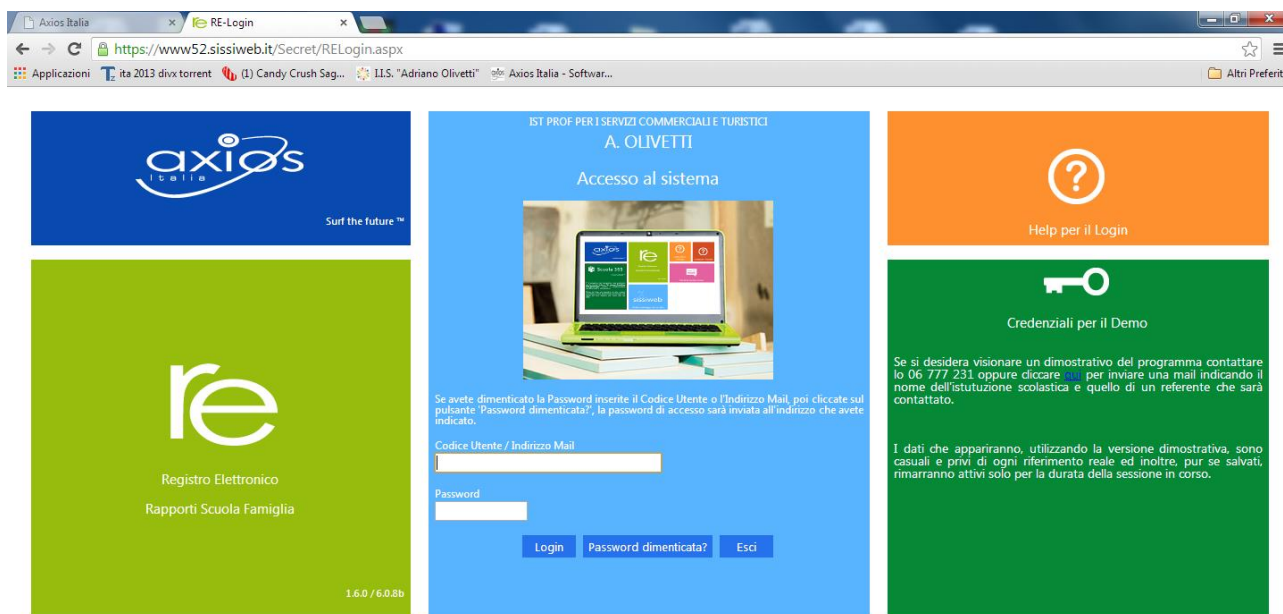 Axios Italia
RE-Login
https://www52.sissiweb.it/Secret/RELogin.aspx
Applicazioni
ita 2013 divx torrent
(1) Candy Crush Sag...
I.I.S. "Adriano Olivetti"
Axios Italia - Softwar...
Altri Preferit
axios
Italia
Surf the future ™
re
Registro Elettronico
Rapporti Scuola Famiglia
1.6.0 / 6.0.8b
IST PROF PER I SERVIZI COMMERCIALI E TURISTICI
A. OLIVETTI
Accesso al sistema
axios
re
Scuola 365
sissiweb
Se avete dimenticato la Password inserite il Codice Utente o l'Indirizzo Mail, poi cliccate sul
pulsante 'Password dimenticata?', la password di accesso sarà inviata all'indirizzo che avete
indicato.
Codice Utente / Indirizzo Mail
Password
Login
Password dimenticata?
Esci
?
Help per il Login
Credenziali per il Demo
Se si desidera visionare un dimostrativo del programma contattare
lo 06 777 231 oppure cliccare qui per inviare una mail indicando il
nome dell'istutuzione scolastica e quello di un referente che sarà
contattato.
I dati che appariranno, utilizzando la versione dimostrativa, sono
casuali e privi di ogni riferimento reale ed inoltre, pur se salvati,
rimarranno attivi solo per la durata della sessione in corso.